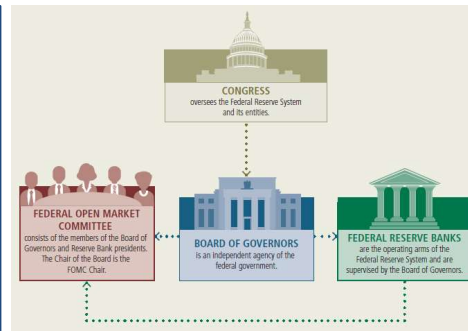 CONGRESS
oversees the Federal Reserve System
and its entities.
FEDERAL OPEN MARKET
COMMITTEE
consists of the members of the Board of
Governors and Reserve Bank presidents.
The Chair of the Board is the
FOMC Chair.
BOARD OF GOVERNORS
is an independent agency of the
federal government.
FEDERAL RESERVE BANKS
are the operating arms of the
Federal Reserve System and are
supervised by the Board of Governors.